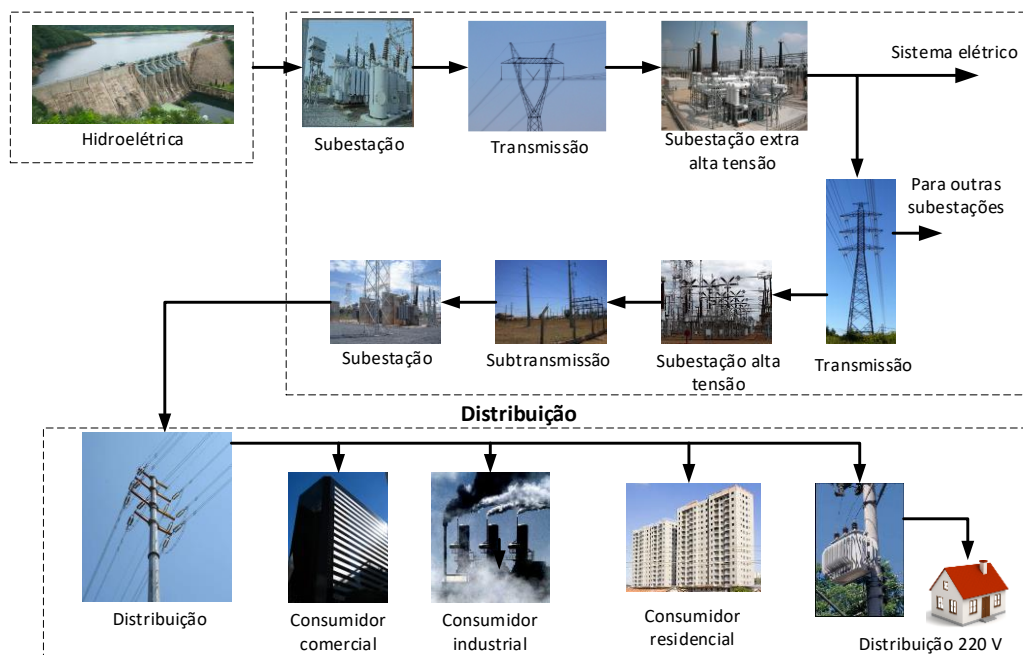 Sistema elétrico
Hidroelétrica
Subestação
Transmissão
Subestação extra
alta tensão
Para outras
subestações
Subestação
Subtransmissão
Subestação alta
tensão
Transmissão
Distribuição
Distribuição
Consumidor
comercial
Consumidor
industrial
Consumidor
residencial
Distribuição 220 V